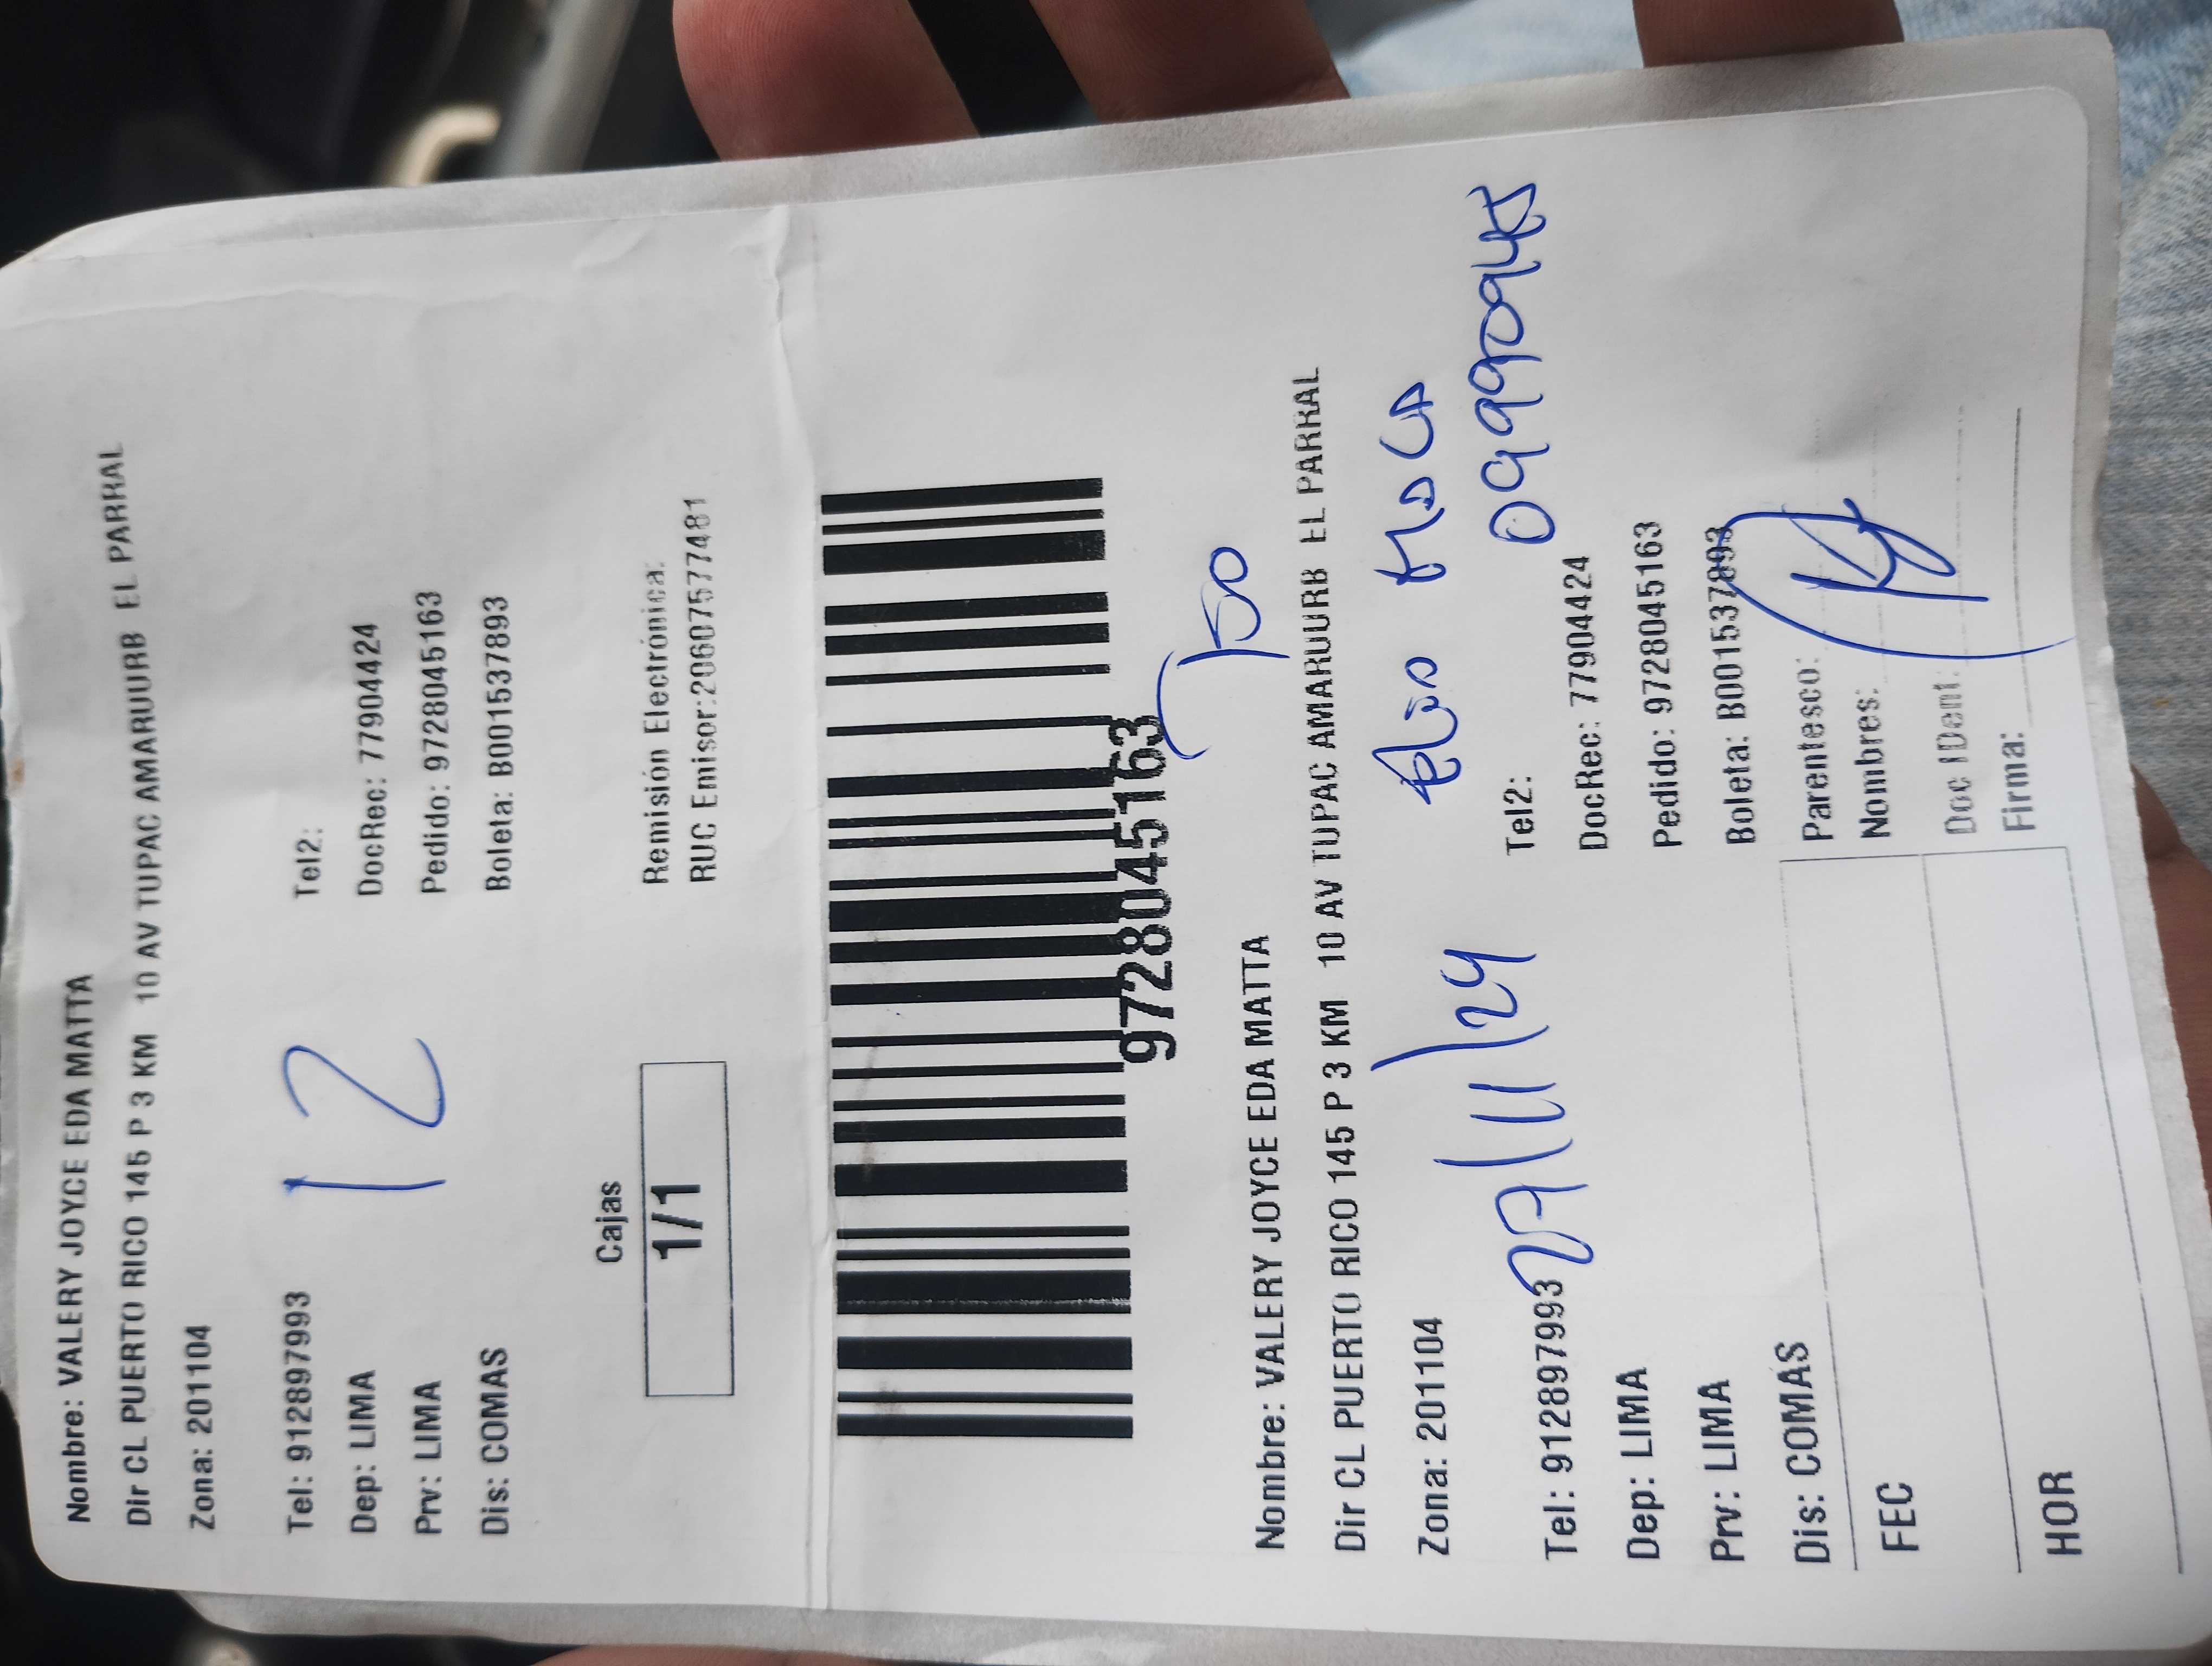 Nombre: VALERY JOYCE EDA MATTA
Dir CL PUERTO RICO 145 P 3 KM 10 AV TUPAC AMARUURB EL PARRAL
Zona: 201104
12
Tel: 912897993 Tel2:
Dep: LIMA DocRec: 77904424
Prv: LIMA Pedido: 9728045163
Dis: COMAS Boleta: B001537893
Cajas
1/1
Remisión Electrónica:
RUC Emisor:20607577481
9728045163
Nombre: VALERY JOYCE EDA MATTA
Dir CL PUERTO RICO 145 P 3 KM 10 AV TUPAC AMARUURB EL PARRAL
Zona: 201104
29/11/24
Tel: 912897993 Tel2:
Dep: LIMA DocRec: 77904424
Prv: LIMA Pedido: 9728045163
Dis: COMAS Boleta: B001537893
FEC
HOR
Parentesco:
Nombres:
Doc IDent:
Firma: